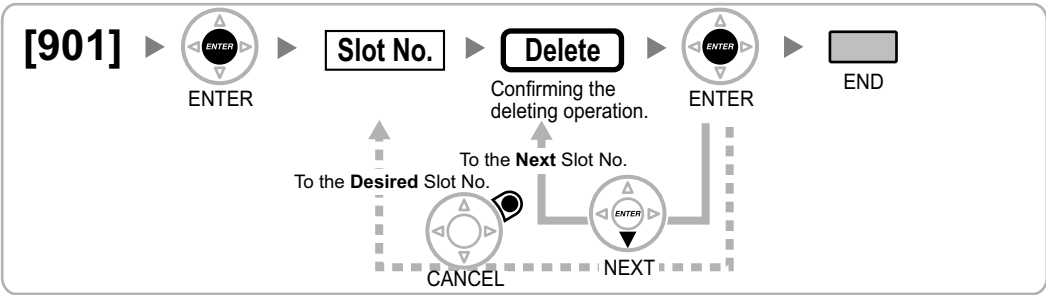 [901]
ENTER
ENTER
Slot No.
Delete
Confirming the
deleting operation.
ENTER
ENTER
END
To the Next Slot No.
To the Desired Slot No.
CANCEL
ENTER
NEXT